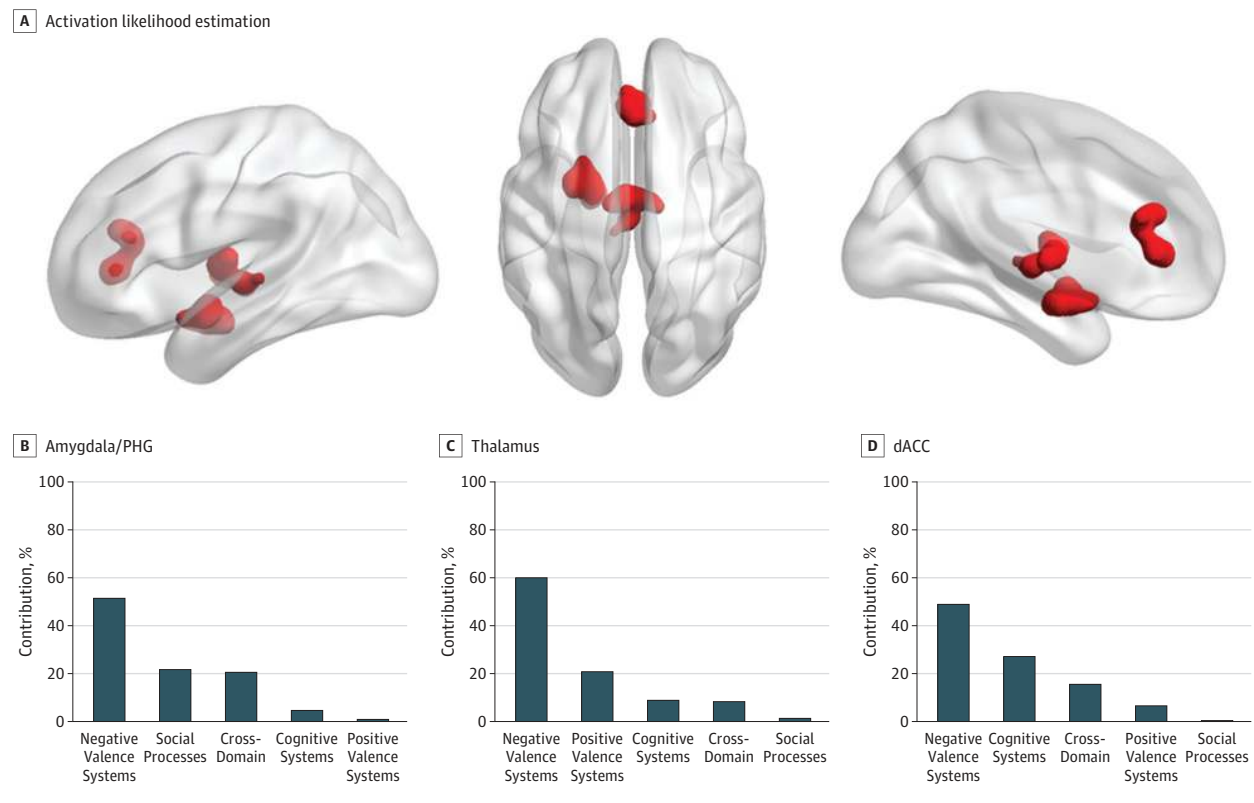 A Activation likelihood estimation
B Amygdala/PHG
100
80
60
40
20
0
Contribution, %
Negative
Valence
Systems
Social
Processes
Cross-
Domain
Cognitive
Systems
Positive
Valence
Systems
C Thalamus
100
80
60
40
20
0
Contribution, %
Negative
Valence
Systems
Positive
Valence
Systems
Cognitive
Systems
Cross-
Domain
Social
Processes
D dACC
100
80
60
40
20
0
Contribution, %
Negative
Valence
Systems
Cognitive
Systems
Cross-
Domain
Positive
Valence
Systems
Social
Processes